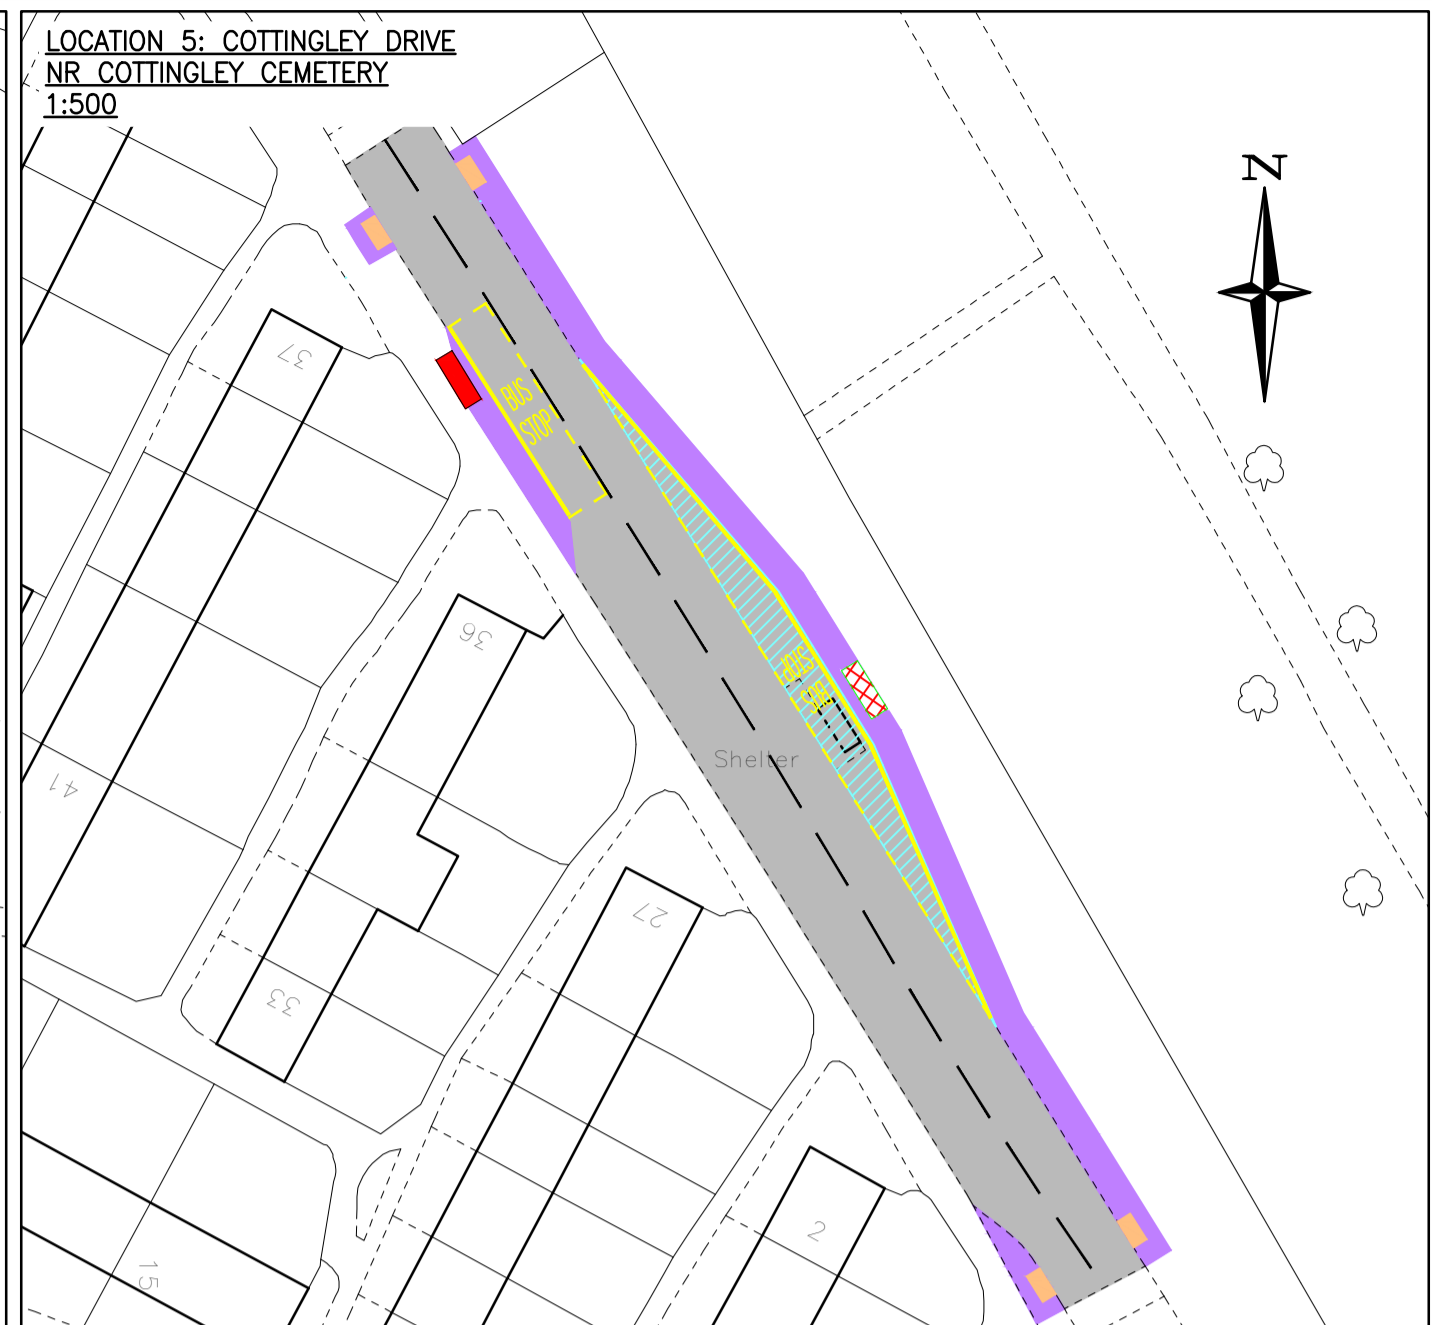 LOCATION 5: COTTINGLEY DRIVE
NR COTTINGLEY CEMETERY
1:500
N
37
BUS
STOP
36
BUS
STOP
Shelter
41
27
33
2
15